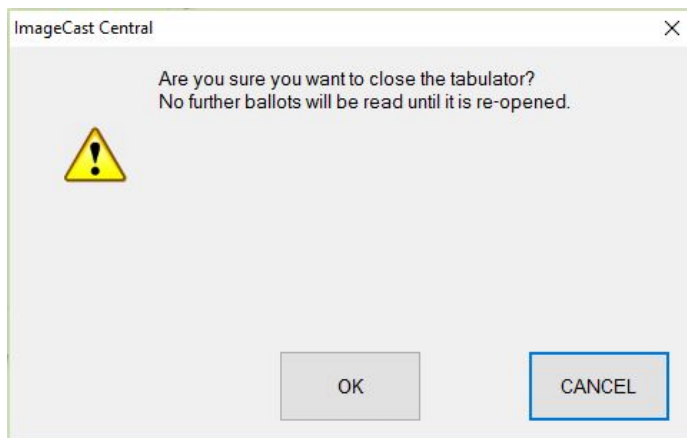 ImageCast Central
Are you sure you want to close the tabulator?
No further ballots will be read until it is re-opened.
OK
CANCEL